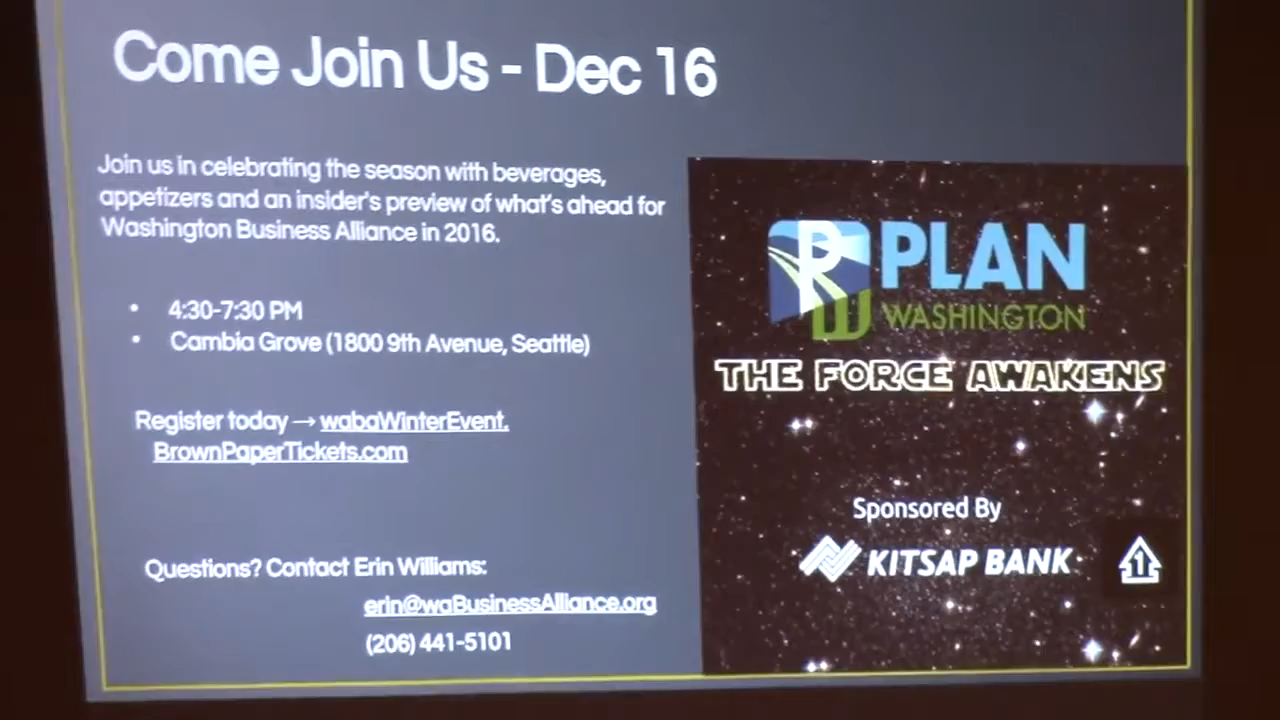 Come Join Us - Dec 16
Join us in celebrating the season with beverages,
appetizers and an insider's preview of what's ahead for
Washington Business Alliance in 2016.
• 4:30-7:30 PM
• Cambia Grove (1800 9th Avenue, Seattle)
Register today → wabaWinterEvent.
BrownPaperTickets.com
Questions? Contact Erin Williams:
erin@waBusinessAlliance.org
(206) 441-5101
PW
PLAN
WASHINGTON
THE FORCE AWAKENS
Sponsored By
KITSAP BANK
1